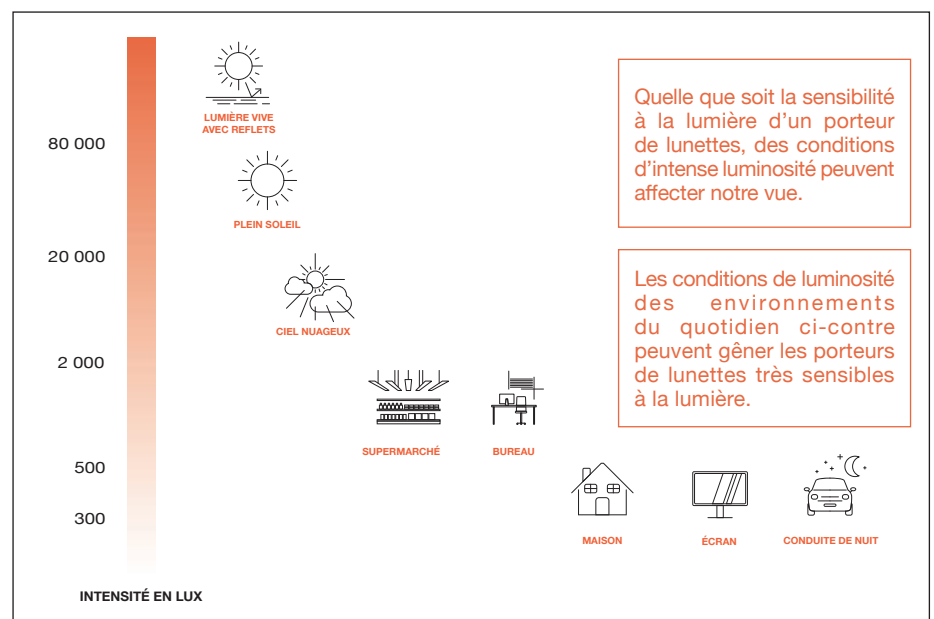 LUMIÈRE VIVE
AVEC REFLETS
80 000
PLEIN SOLEIL
20 000
CIEL NUAGEUX
2 000
SUPERMARCHÉ
BUREAU
500
300
MAISON
ÉCRAN
CONDUITE DE NUIT
INTENSITÉ EN LUX
Quelle que soit la sensibilité
à la lumière d’un porteur
de lunettes, des conditions
d’intense luminosité peuvent
affecter notre vue.
Les conditions de luminosité
des environnements
du quotidien ci-contre
peuvent gêner les porteurs
de lunettes très sensibles
à la lumière.